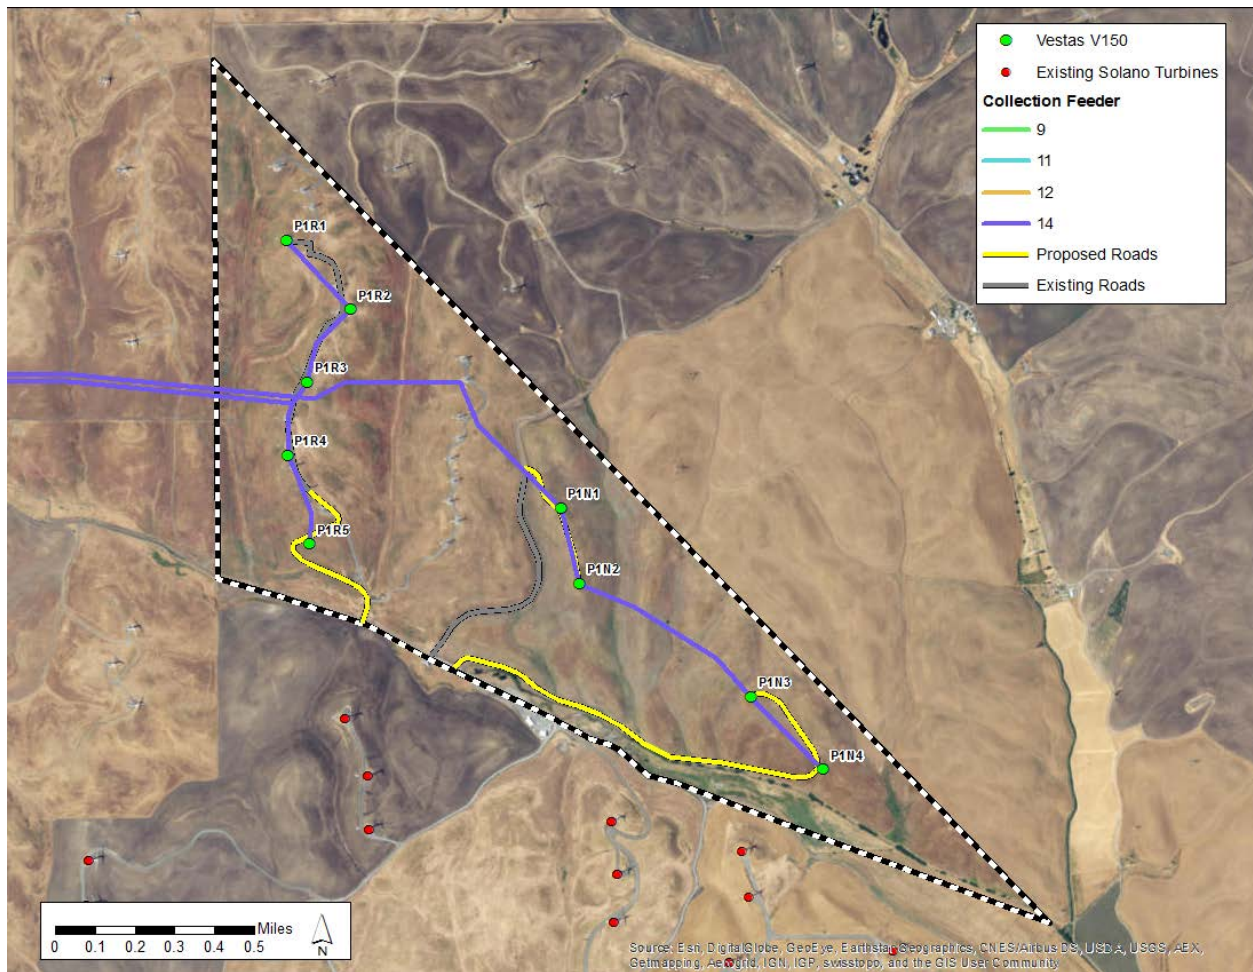 Vestas V150
Existing Solano Turbines
Collection Feeder
9
11
12
14
Proposed Roads
Existing Roads
P1R1
P1R2
P1R3
P1R4
P1R5
P1N1
P1N2
P1N3
P1N4
Miles
0 0.1 0.2 0.3 0.4 0.5
N
Source: Esri, DigitalGlobe, GeoEye, Earthstar Geographics, CNES/Airbus DS, USDA, USGS, AEX,
Getmapping, Aerogrid, IGN, IGP, swisstopo, and the GIS User Community